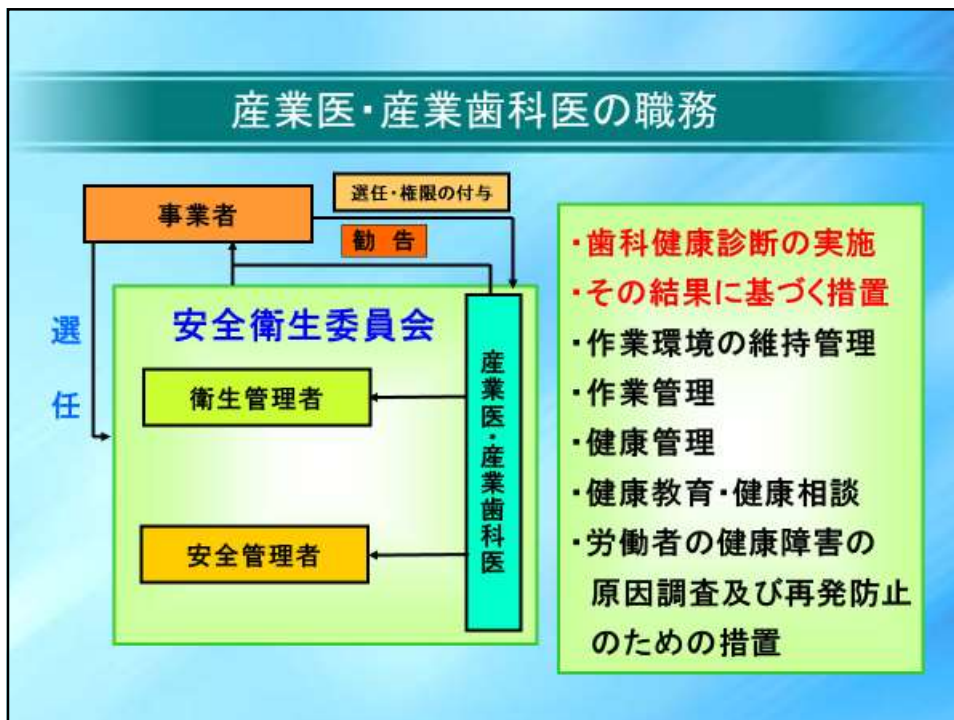 産業医・産業歯科医の職務
事業者
選任・権限の付与
勧 告
選
任
安全衛生委員会
衛生管理者
安全管理者
産業医・産業歯科医
・歯科健康診断の実施
・その結果に基づく措置
・作業環境の維持管理
・作業管理
・健康管理
・健康教育・健康相談
・労働者の健康障害の
原因調査及び再発防止
のための措置